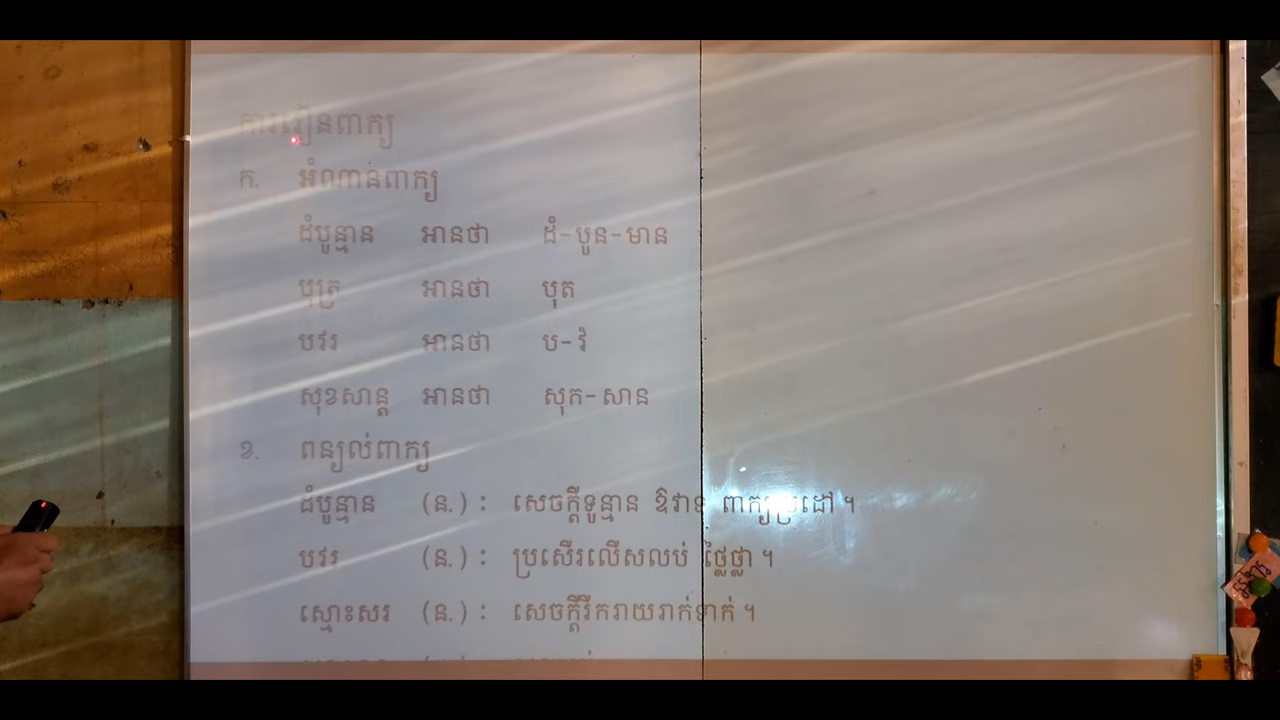 ការរៀនពាក្យ
ក. អំណានពាក្យ
ដំបូន្មាន អានថា ដំ-បូន-មាន
បុត្រ អានថា បុត
បវរ អានថា ប-វ៉
សុខសាន្ត អានថា សុក-សាន
ខ. ពន្យល់ពាក្យ
ដំបូន្មាន (ន.) : សេចក្ដីទូន្មាន ឱវាទ ពាក្យប្រដៅ ។
បវរ (ន.) : ប្រសើរលើសលប់ ថ្លៃថ្លា ។
ស្មោះសរ (ន.) : សេចក្ដីរីករាយរាក់ទាក់ ។